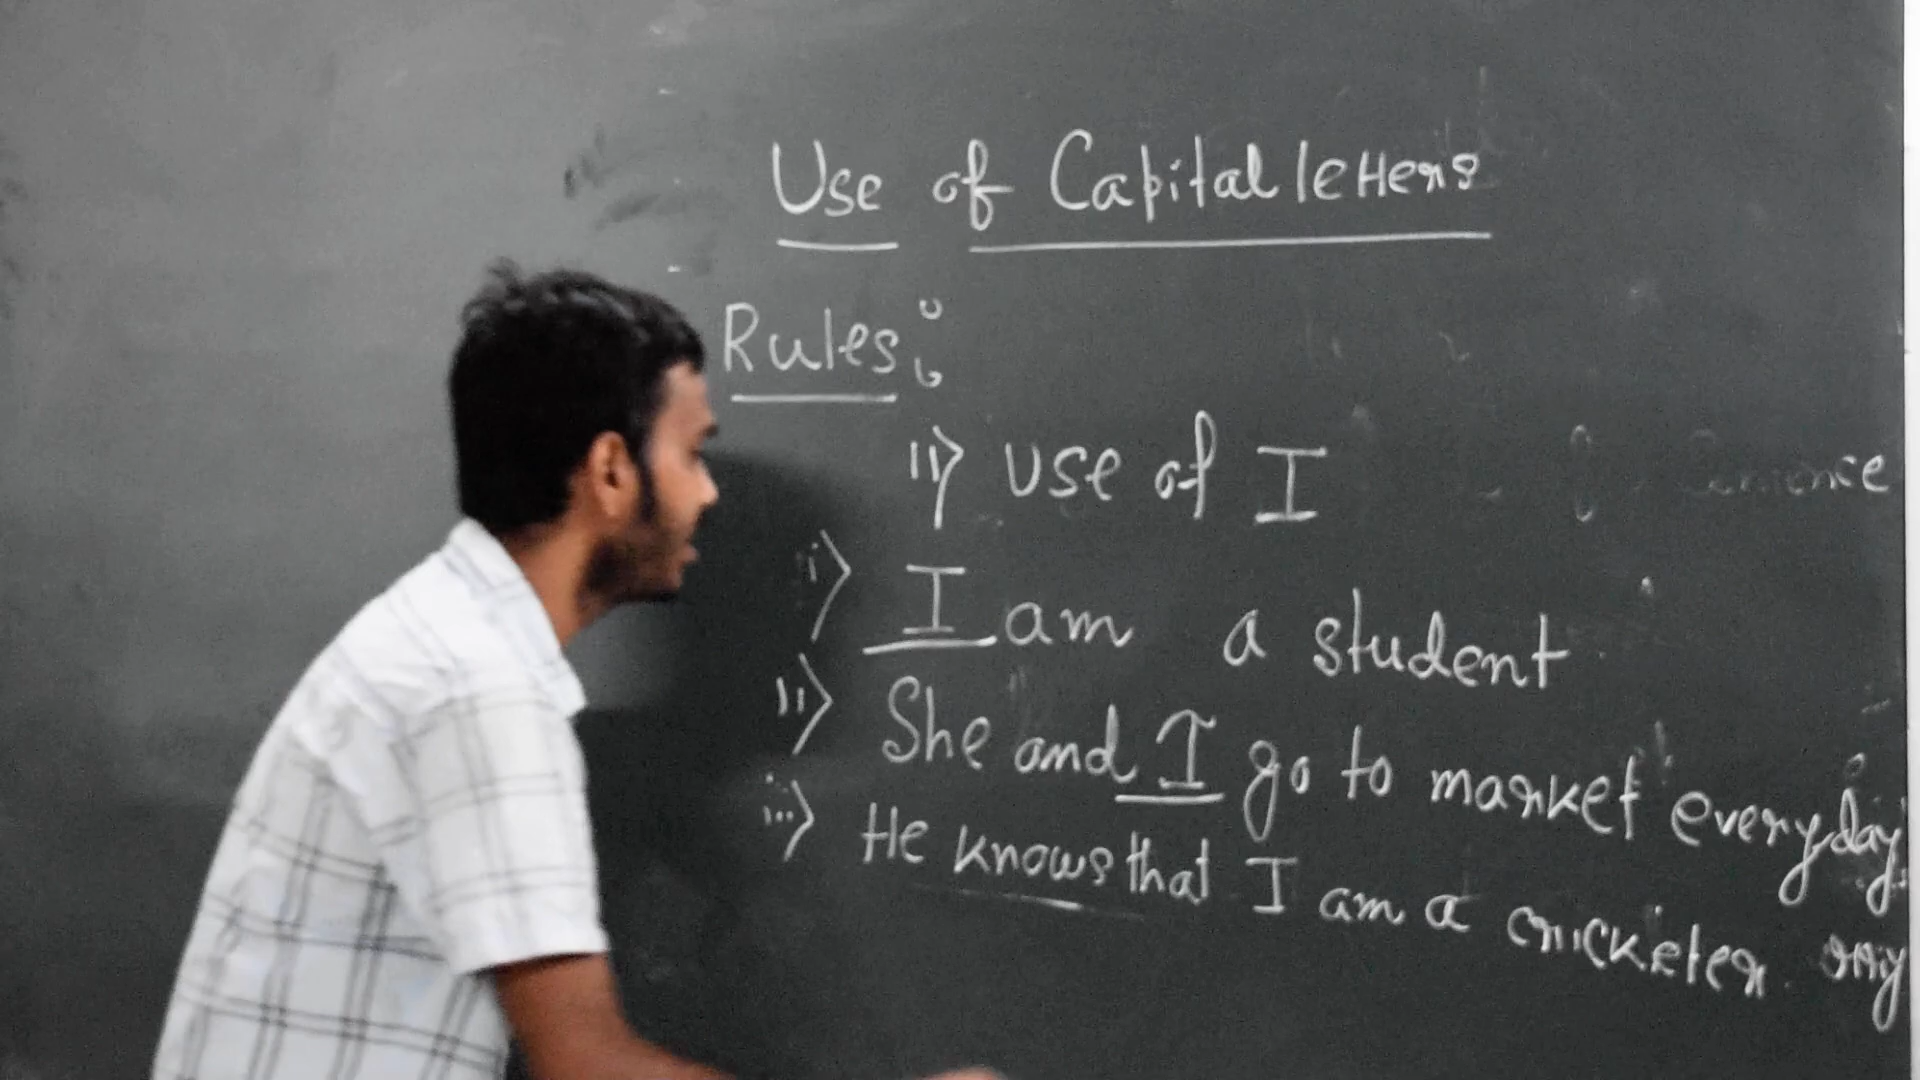 Use of Capital letters
Rules:
ii) use of I
i) I am a student
ii) She and I go to market everyday.
iii) He knows that I am a cricketer.